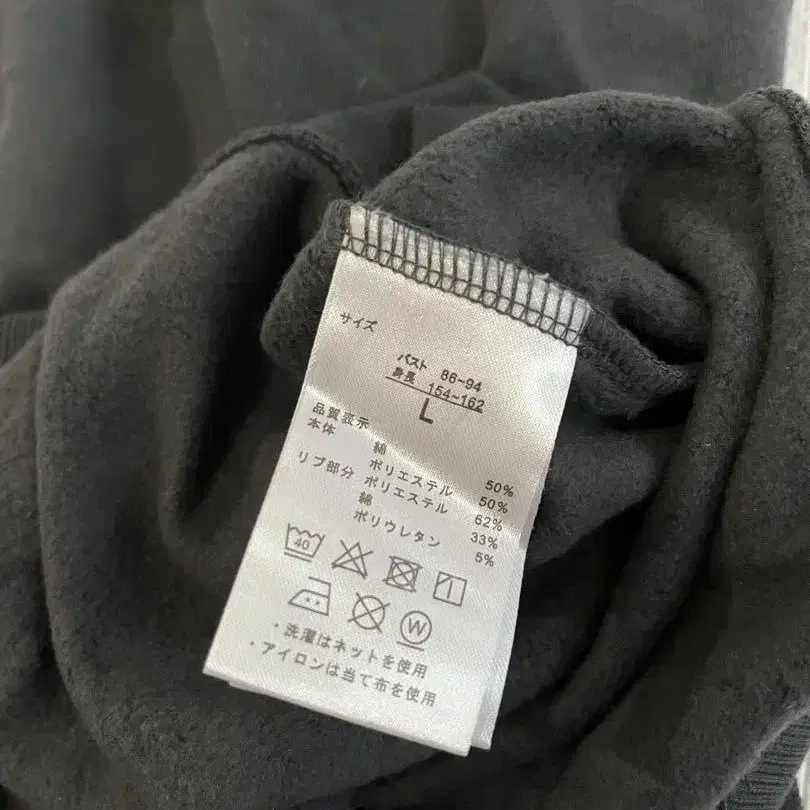 サイズ
バスト 86-94
身長 154-162
L
品質表示
本体 綿 50%
ポリエステル 50%
リブ部分 ポリエステル 62%
綿 33%
ポリウレタン 5%
40
W
・洗濯はネットを使用
・アイロンは当て布を使用